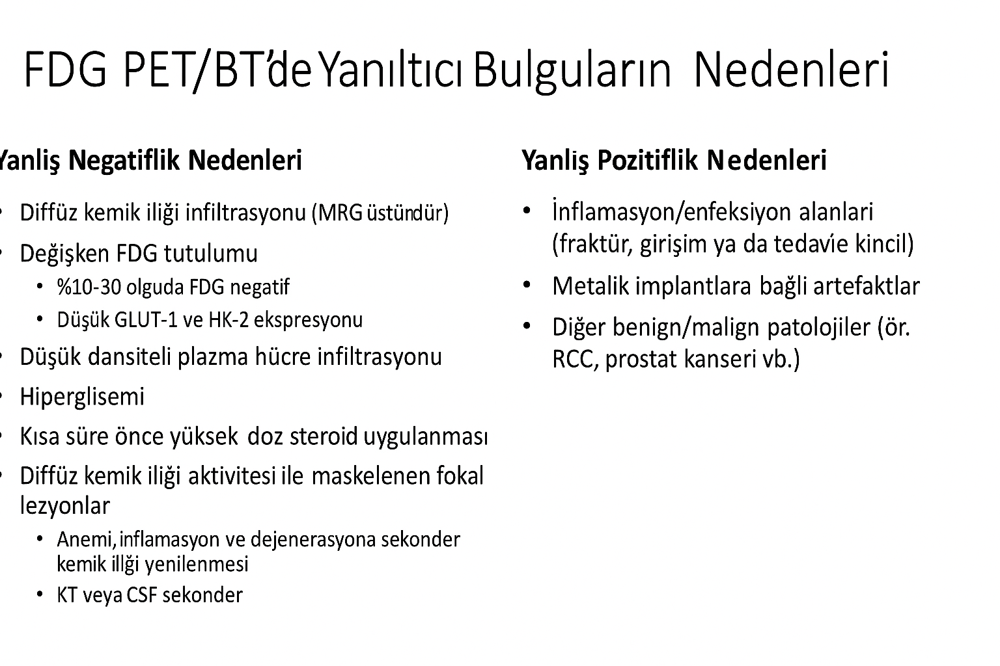 FDG PET/BT'de Yanıltıcı Bulguların Nedenleri
Yanliş Negatiflik Nedenleri
• Diffüz kemik iliği infiltrasyonu (MRG üstündür)
• Değişken FDG tutulumu
• %10-30 olguda FDG negatif
• Düşük GLUT-1 ve HK-2 ekspresyonu
• Düşük dansiteli plazma hücre infiltrasyonu
• Hiperglisemi
• Kısa süre önce yüksek doz steroid uygulanması
• Diffüz kemik iliği aktivitesi ile maskelenen fokal
lezyonlar
• Anemi, inflamasyon ve dejenerasyona sekonder
kemik illği yenilenmesi
• KT veya CSF sekonder
Yanliş Pozitiflik Nedenleri
• İnflamasyon/enfeksiyon alanlari
(fraktür, girişim ya da tedavíe kincil)
• Metalik implantlara bağli artefaktlar
• Diğer benign/malign patolojiler (ör.
RCC, prostat kanseri vb.)